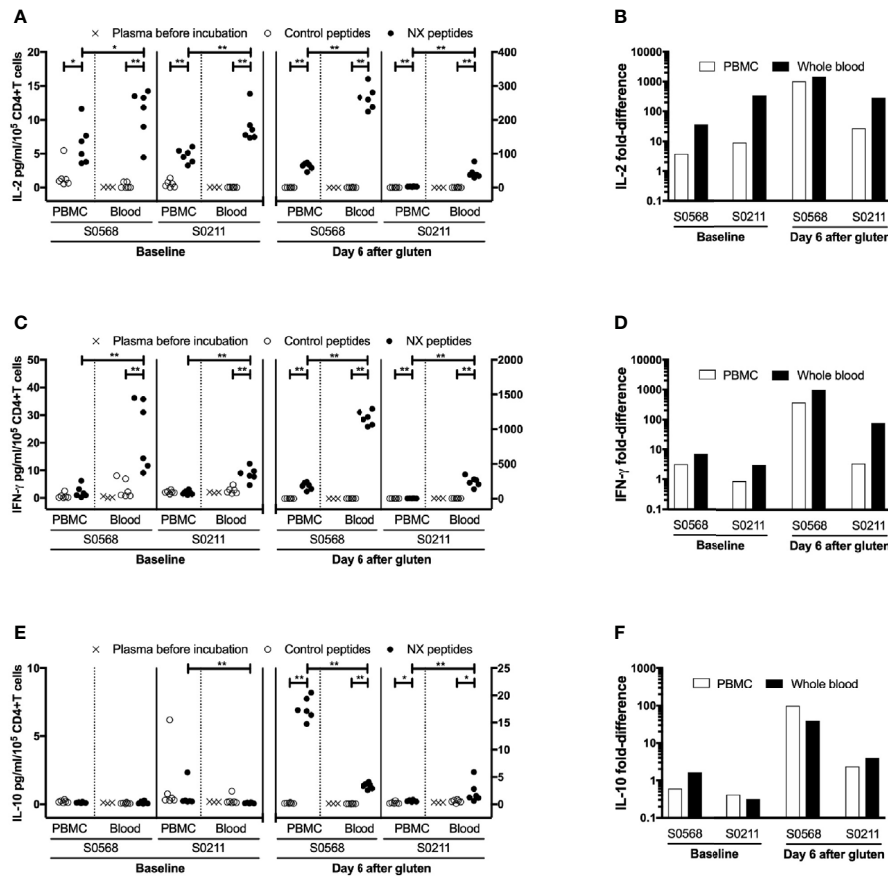 A
× Plasma before incubation ○ Control peptides ● NX peptides
IL-2 pg/ml/10⁵ CD4+T cells
20
15
10
5
0
* * ** ** ** **
** ** ** ** ** **
400
300
200
100
0
PBMC Blood PBMC Blood PBMC Blood PBMC Blood
S0568 S0211 S0568 S0211
Baseline Day 6 after gluten
B
PBMC Whole blood
IL-2 fold-difference
10000
1000
100
10
1
0.1
S0568 S0211 S0568 S0211
Baseline Day 6 after gluten
C
× Plasma before incubation ○ Control peptides ● NX peptides
IFN-γ pg/ml/10⁵ CD4+T cells
50
40
30
20
10
0
** ** ** **
** ** ** ** ** **
2000
1500
1000
500
0
PBMC Blood PBMC Blood PBMC Blood PBMC Blood
S0568 S0211 S0568 S0211
Baseline Day 6 after gluten
D
PBMC Whole blood
IFN-γ fold-difference
10000
1000
100
10
1
0.1
S0568 S0211 S0568 S0211
Baseline Day 6 after gluten
E
× Plasma before incubation ○ Control peptides ● NX peptides
IL-10 pg/ml/10⁵ CD4+T cells
10
5
0
** ** **
** ** * *
25
20
15
10
5
0
PBMC Blood PBMC Blood PBMC Blood PBMC Blood
S0568 S0211 S0568 S0211
Baseline Day 6 after gluten
F
PBMC Whole blood
IL-10 fold-difference
1000
100
10
1
0.1
S0568 S0211 S0568 S0211
Baseline Day 6 after gluten